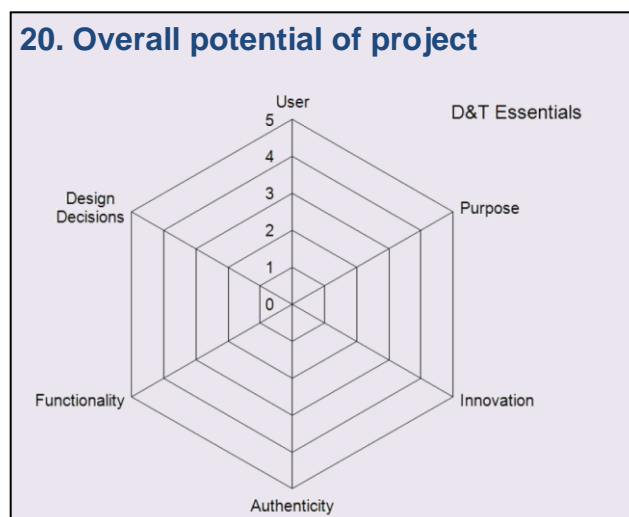 20. Overall potential of project
User
D&T Essentials
5
4
3
2
1
0
Design
Decisions
Purpose
Functionality
Innovation
Authenticity